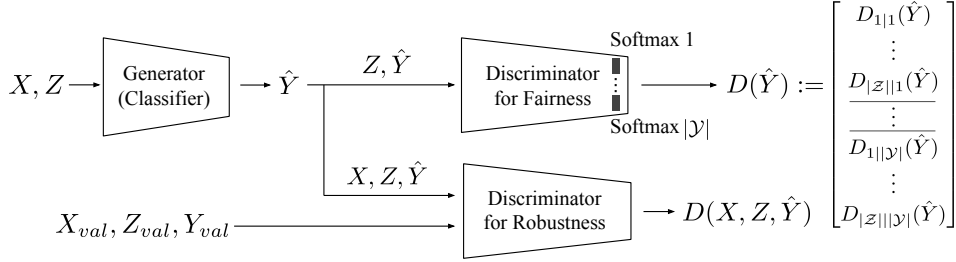 X, Z
Generator
(Classifier)
Ŷ
Z, Ŷ
Discriminator
for Fairness
Softmax 1
⋮
Softmax |𝒴|
D(Ŷ) :=
D_{1|1}(Ŷ)
⋮
D_{|𝒵||1}(Ŷ)
⋮
D_{1||𝒴|}(Ŷ)
⋮
D_{|𝒵|||𝒴|}(Ŷ)
X, Z, Ŷ
X_{val}, Z_{val}, Y_{val}
Discriminator
for Robustness
D(X, Z, Ŷ)